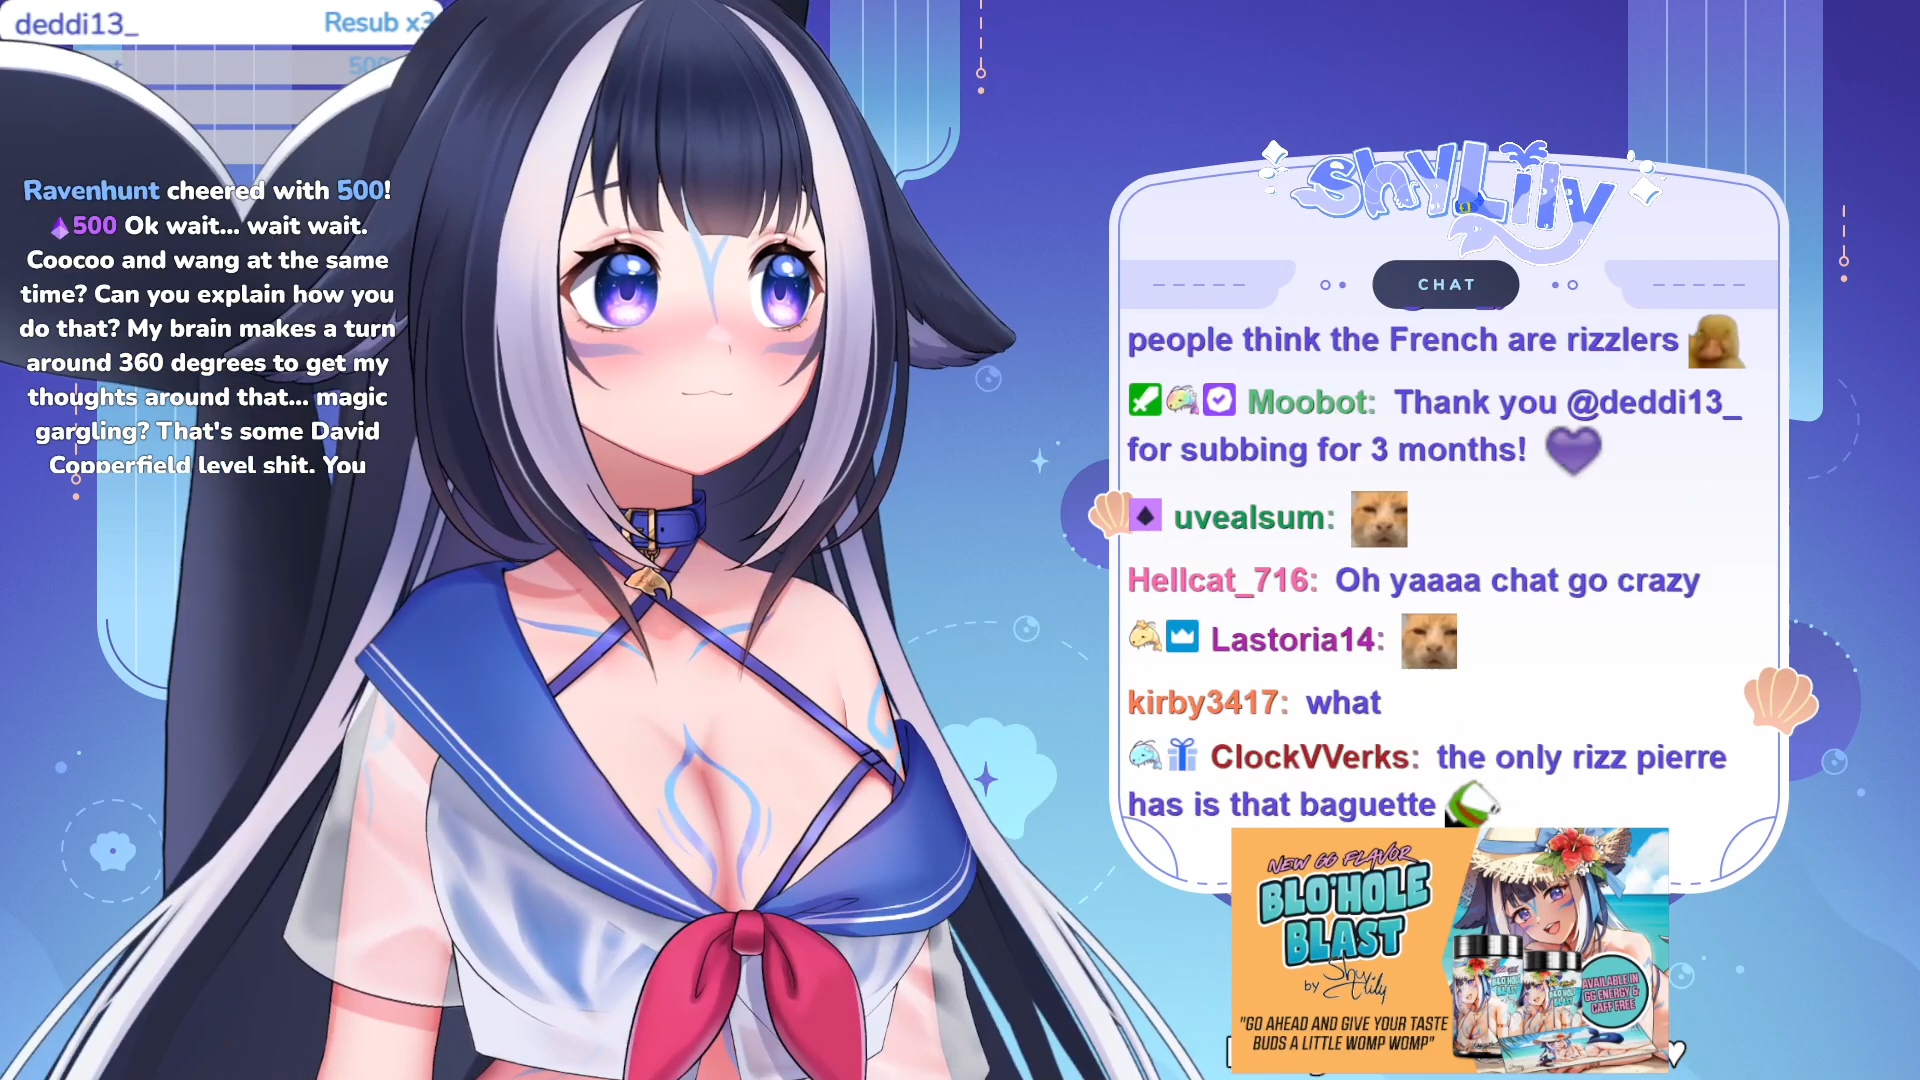 deddi13_ Resub x3
500
Ravenhunt cheered with 500!
500 Ok wait... wait wait.
Coocoo and wang at the same
time? Can you explain how you
do that? My brain makes a turn
around 360 degrees to get my
thoughts around that... magic
gargling? That's some David
Copperfield level shit. You
shyLily
CHAT
people think the French are rizzlers
Moobot: Thank you @deddi13_
for subbing for 3 months!
uvealsum:
Hellcat_716: Oh yaaaa chat go crazy
Lastoria14:
kirby3417: what
ClockVVerks: the only rizz pierre
has is that baguette
NEW GG FLAVOR
BLO'HOLE
BLAST
by Shylily
"GO AHEAD AND GIVE YOUR TASTE
BUDS A LITTLE WOMP WOMP"
AVAILABLE IN
GG ENERGY &
CAFF FREE